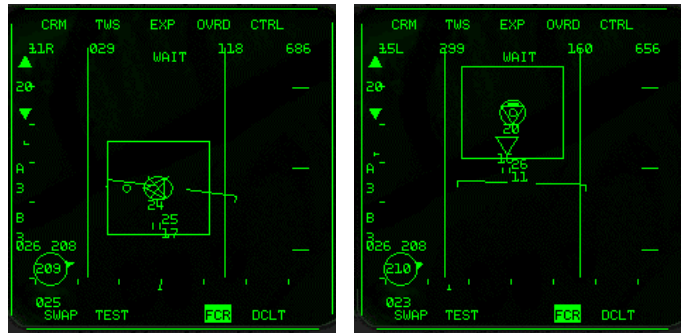 CRM TWS EXP OVRD CTRL
11R 029 118 686
WAIT
20
A
3
24
25
17
B
3
026 208
209
025
SWAP TEST FCR DCLT
CRM TWS EXP OVRD CTRL
15L 299 160 656
WAIT
20
20
26
11
A
3
B
3
026 208
210
023
SWAP TEST FCR DCLT